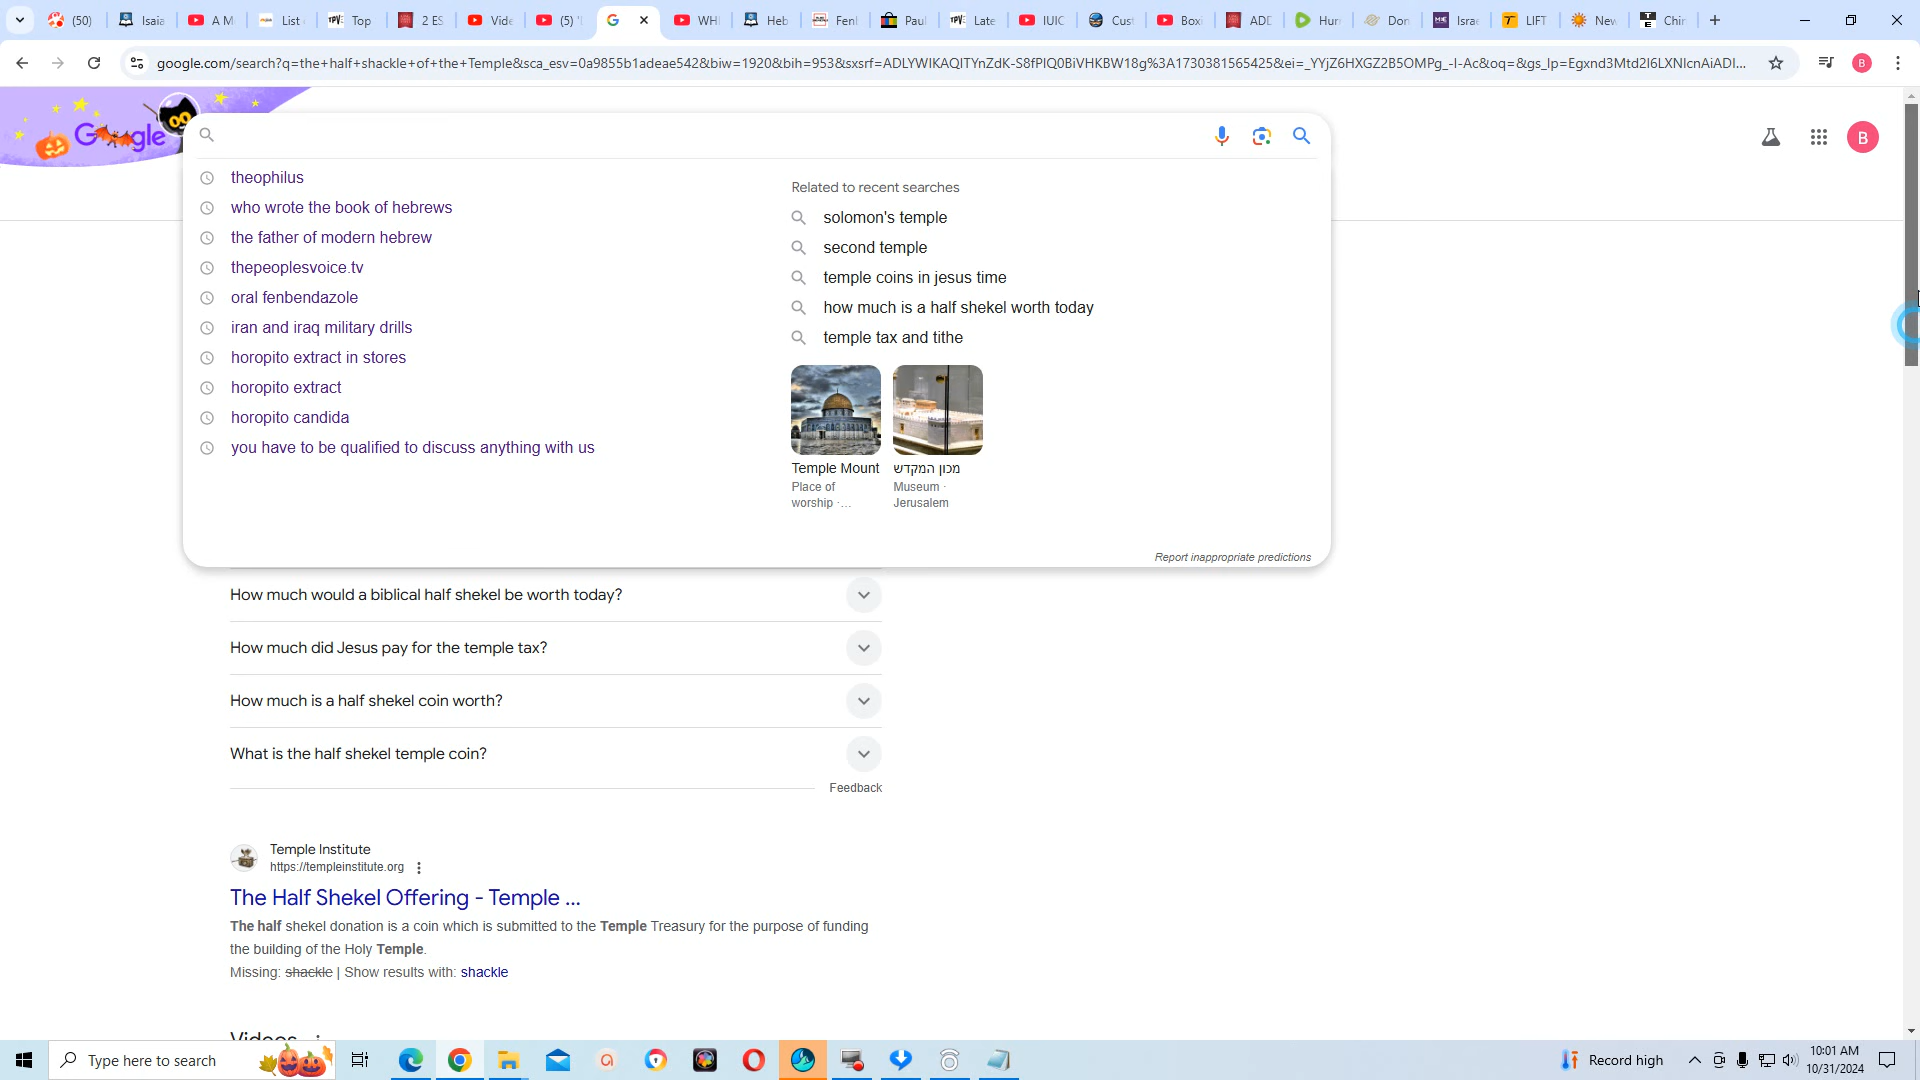 (50)
Isaia
A M
List
Top
2 ES
Vide
(5) '
WHI
Heb
Fenl
Paul
Late
IUIC
Cust
Boxi
ADD
Hurr
Don
Isra
LIFT
New
Chin
google.com/search?q=the+half+shackle+of+the+Temple&sca_esv=0a9855b1adeae542&biw=1920&bih=953&sxsrf=ADLYWIKAQITYnZdK-S8fPIQ0BiVHKBW18g%3A1730381565425&ei=_YYjZ6HXGZ2B5OMPg_-I-Ac&oq=&gs_lp=Egxnd3Mtd2l6LXNlcnAiADI...
B
Google
B
theophilus
who wrote the book of hebrews
the father of modern hebrew
thepeoplesvoice.tv
oral fenbendazole
iran and iraq military drills
horopito extract in stores
horopito extract
horopito candida
you have to be qualified to discuss anything with us
Related to recent searches
solomon's temple
second temple
temple coins in jesus time
how much is a half shekel worth today
temple tax and tithe
Temple Mount
Place of
worship ·...
מכון המקדש
Museum ·
Jerusalem
Report inappropriate predictions
How much would a biblical half shekel be worth today?
How much did Jesus pay for the temple tax?
How much is a half shekel coin worth?
What is the half shekel temple coin?
Feedback
Temple Institute
https://templeinstitute.org
The Half Shekel Offering - Temple ...
The half shekel donation is a coin which is submitted to the Temple Treasury for the purpose of funding
the building of the Holy Temple.
Missing: shackle | Show results with: shackle
Videos
Type here to search
Record high
10:01 AM
10/31/2024